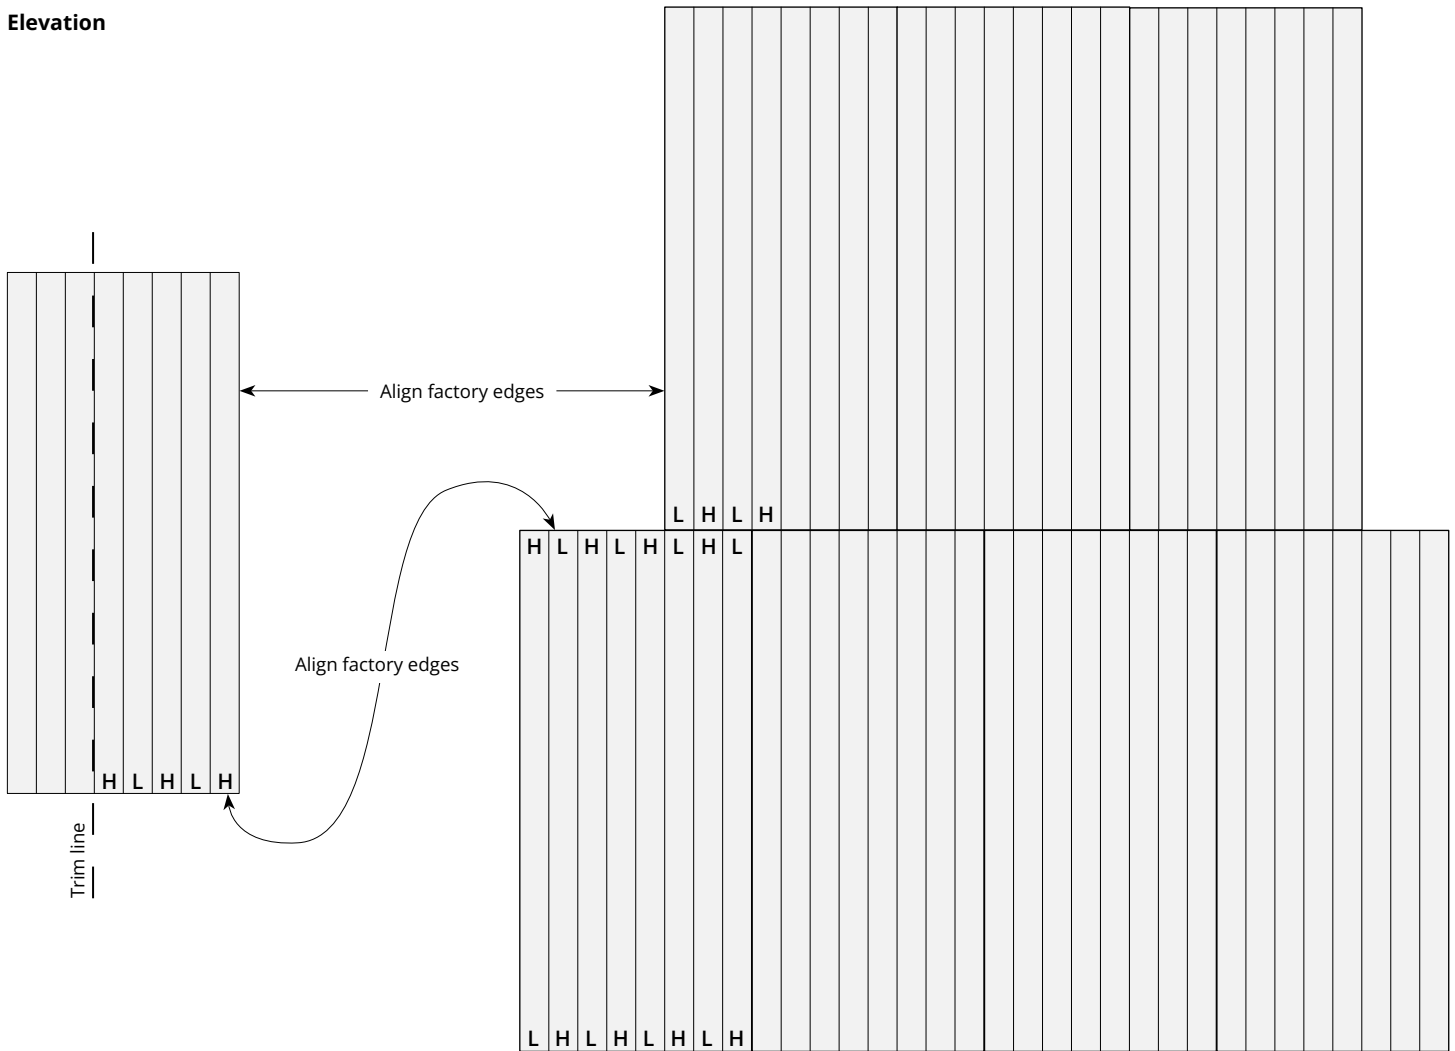 Elevation
Align factory edges
L H L H
H L H L H L H L
Align factory edges
H L H L H
Trim line
L H L H L H L H